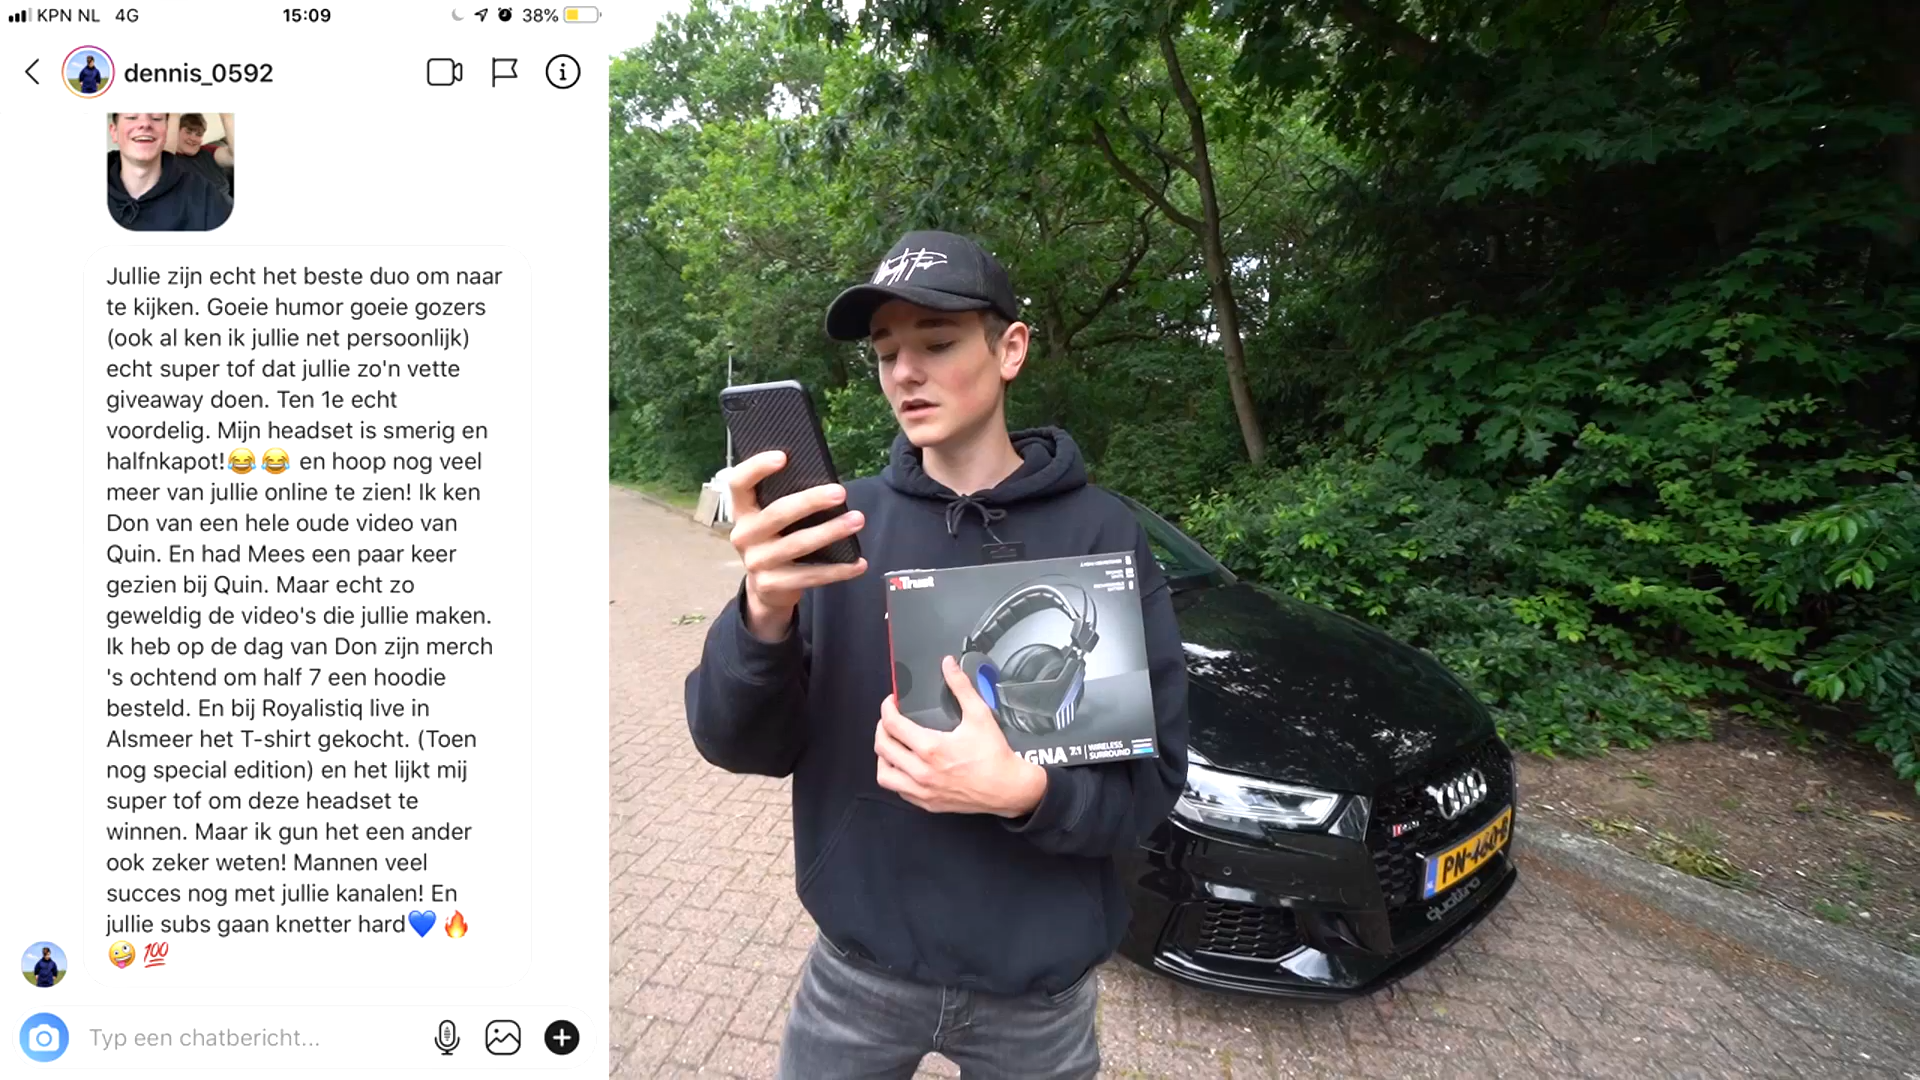 KPN NL 4G 15:09 38%
dennis_0592
Jullie zijn echt het beste duo om naar
te kijken. Goeie humor goeie gozers
(ook al ken ik jullie net persoonlijk)
echt super tof dat jullie zo'n vette
giveaway doen. Ten 1e echt
voordelig. Mijn headset is smerig en
halfnkapot!😂😂 en hoop nog veel
meer van jullie online te zien! Ik ken
Don van een hele oude video van
Quin. En had Mees een paar keer
gezien bij Quin. Maar echt zo
geweldig de video's die jullie maken.
Ik heb op de dag van Don zijn merch
's ochtend om half 7 een hoodie
besteld. En bij Royalistiq live in
Alsmeer het T-shirt gekocht. (Toen
nog special edition) en het lijkt mij
super tof om deze headset te
winnen. Maar ik gun het een ander
ook zeker weten! Mannen veel
succes nog met jullie kanalen! En
jullie subs gaan knetter hard💙🔥
🤪💯
Typ een chatbericht...
Trust
AGNA 7.1 WIRELESS
SURROUND
PN-460-B
quattro